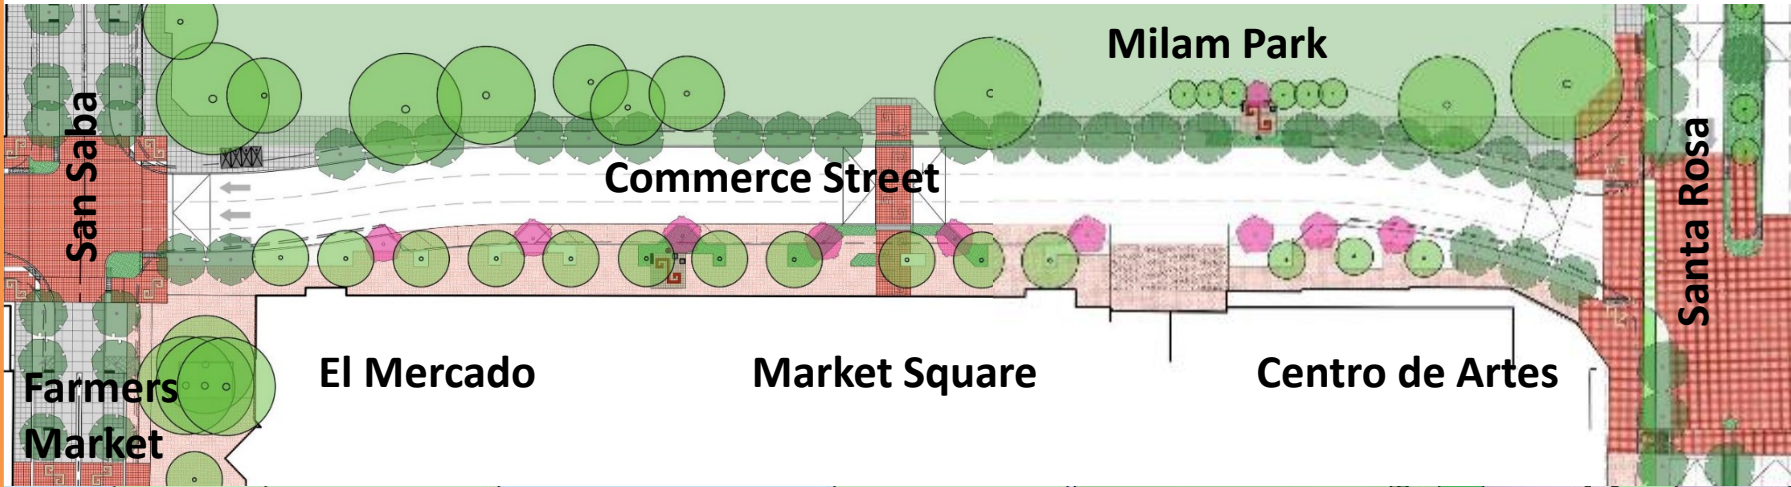 Milam Park
San Saba
Commerce Street
Santa Rosa
El Mercado
Market Square
Centro de Artes
Farmers
Market